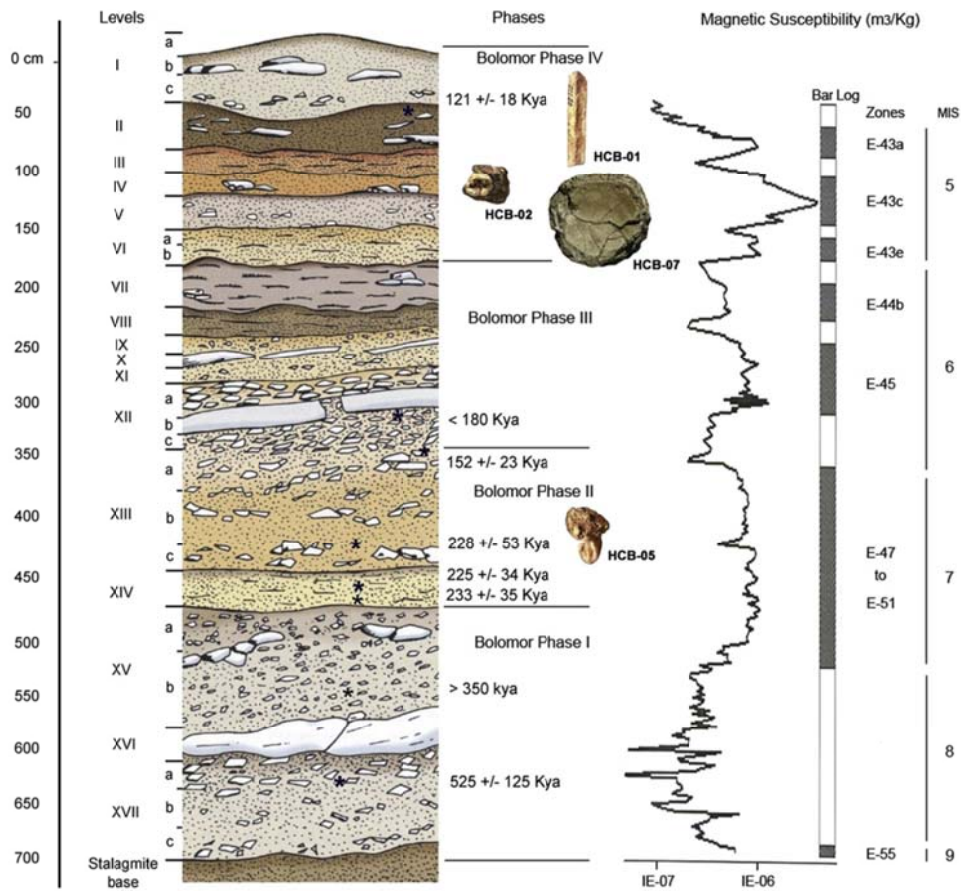 Levels Phases Magnetic Susceptibility (m3/Kg)
0 cm
50
100
150
200
250
300
350
400
450
500
550
600
650
700
I
a
b
c
II
III
IV
V
VI
a
b
VII
VIII
IX
X
XI
XII
a
b
c
XIII
a
b
c
XIV
XV
a
b
XVI
XVII
a
b
c
Stalagmite
base
*
*
*
*
*
*
*
*
Bolomor Phase IV
121 +/- 18 Kya
HCB-01
HCB-02
HCB-07
Bolomor Phase III
< 180 Kya
152 +/- 23 Kya
Bolomor Phase II
228 +/- 53 Kya
HCB-05
225 +/- 34 Kya
233 +/- 35 Kya
Bolomor Phase I
> 350 kya
525 +/- 125 Kya
IE-07 IE-06
Bar Log
Zones
MIS
E-43a
E-43c
E-43e
E-44b
E-45
E-47
to
E-51
E-55
5
6
7
8
9